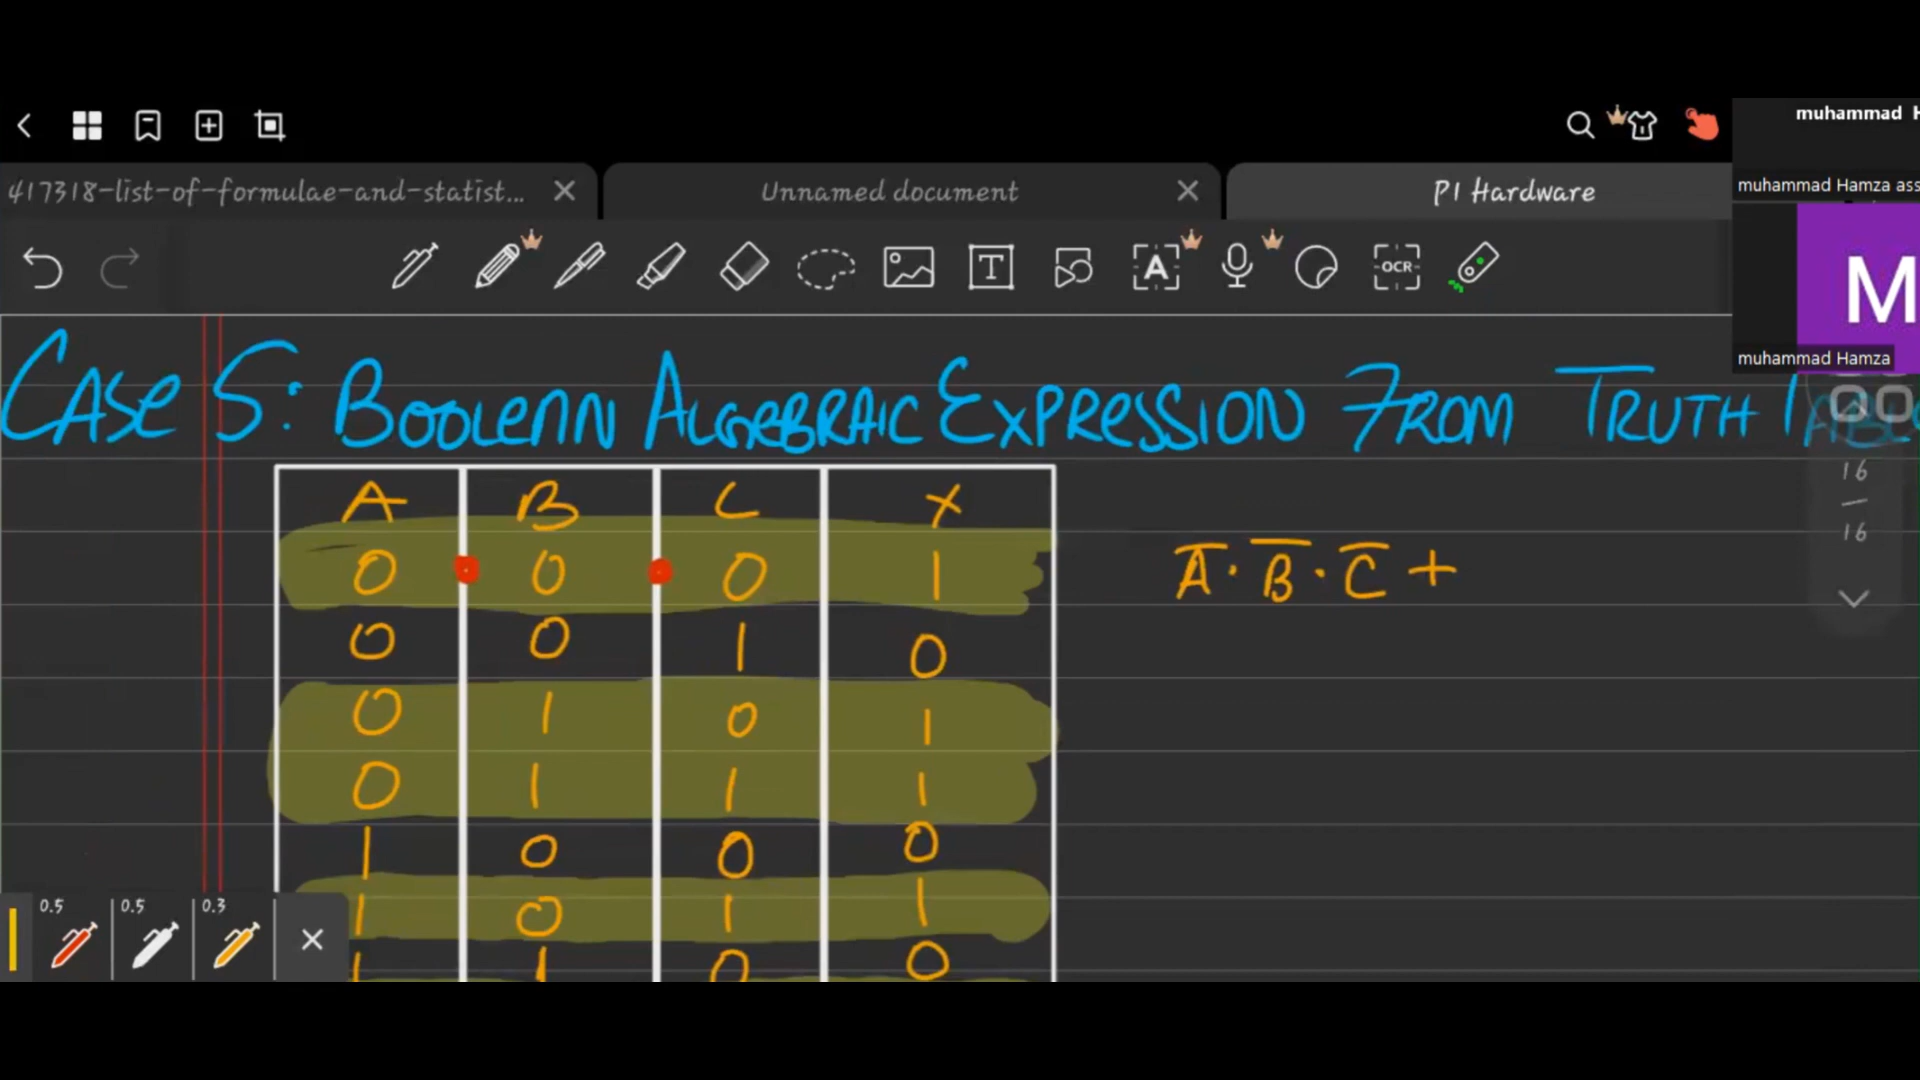 muhammad H
417318-list-of-formulae-and-statist...
Unnamed document
P1 Hardware
muhammad Hamza ass
T
A
OCR
M
muhammad Hamza
CASE 5: BOOLEAN ALGEBRAIC EXPRESSION FROM TRUTH TABLE
16
16
A B C X
0 0 0 1
A̅ · B̅ · C̅ +
0 0 1 0
0 1 0 1
0 1 1 1
1 0 0 0
1 0 1 1
1 1 0 0
0.5 0.5 0.3